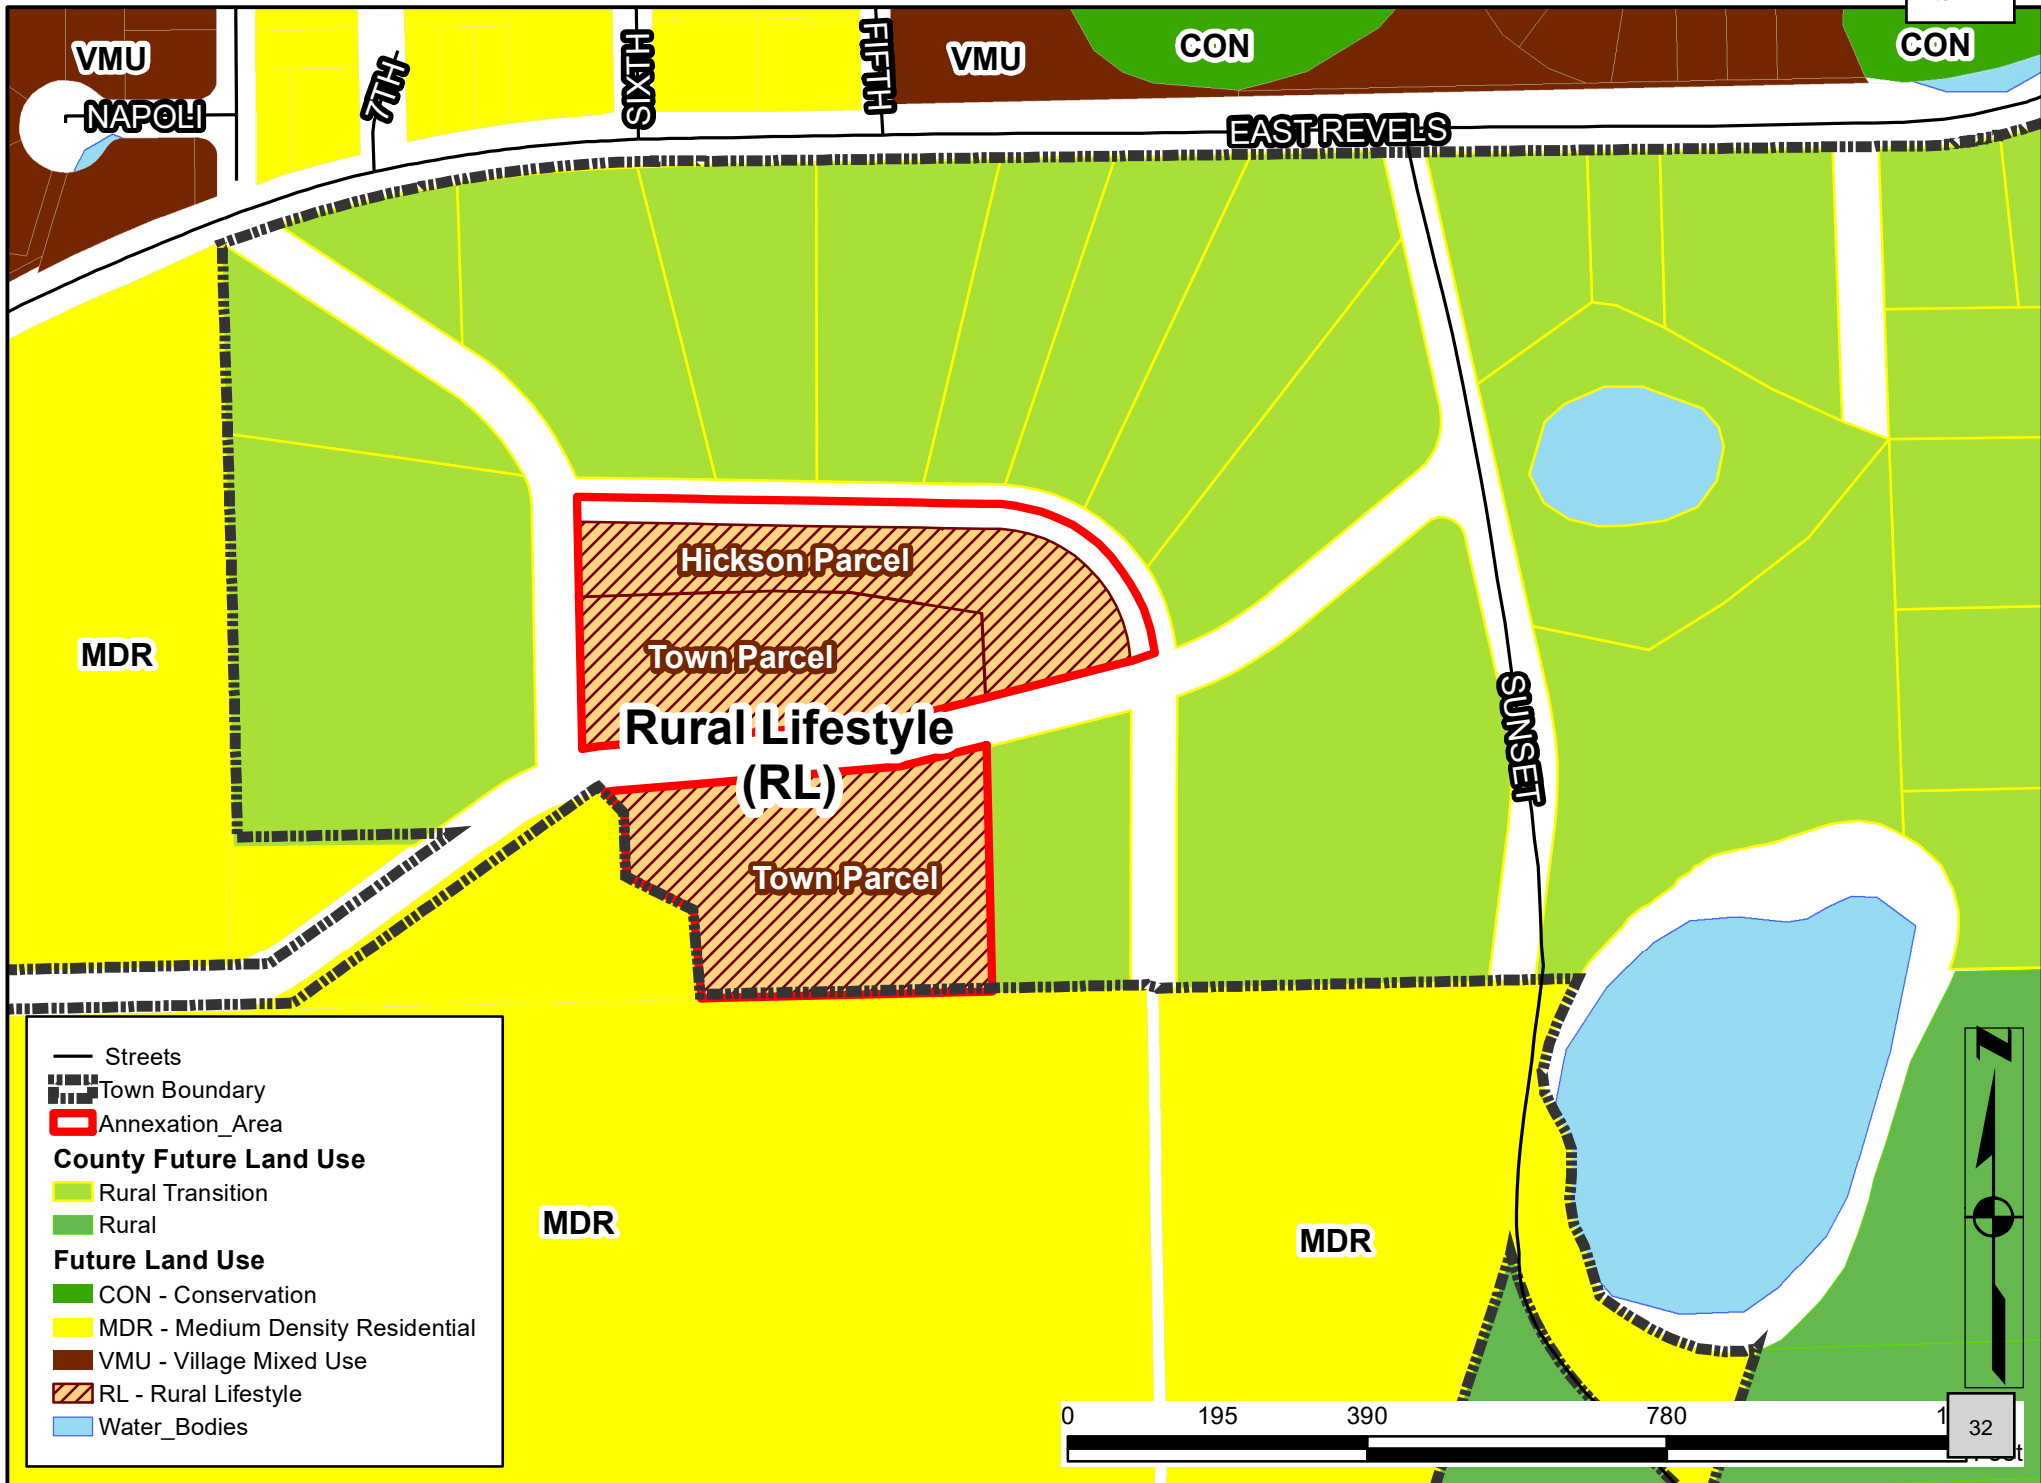 VMU
NAPOLI
7TH
SIXTH
FIFTH
VMU
CON
CON
EAST REVELS
Hickson Parcel
Town Parcel
MDR
Rural Lifestyle
(RL)
SUNSET
Town Parcel
Streets
Town Boundary
Annexation_Area
County Future Land Use
Rural Transition
Rural
Future Land Use
CON - Conservation
MDR - Medium Density Residential
VMU - Village Mixed Use
RL - Rural Lifestyle
Water_Bodies
MDR
MDR
N
0 195 390 780
32